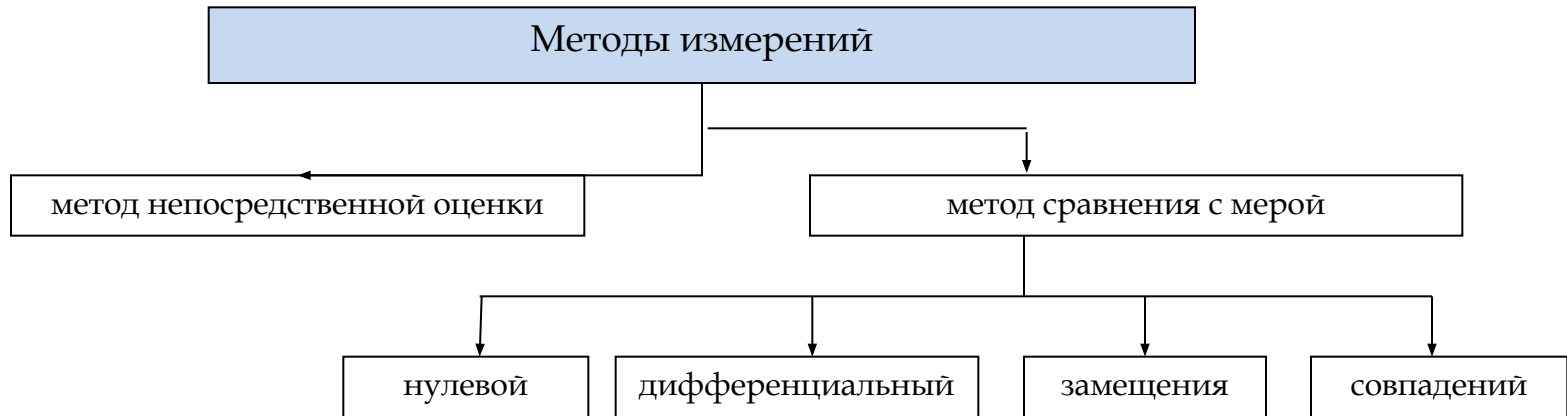 Методы измерений
метод непосредственной оценки
метод сравнения с мерой
нулевой
дифференциальный
замещения
совпадений